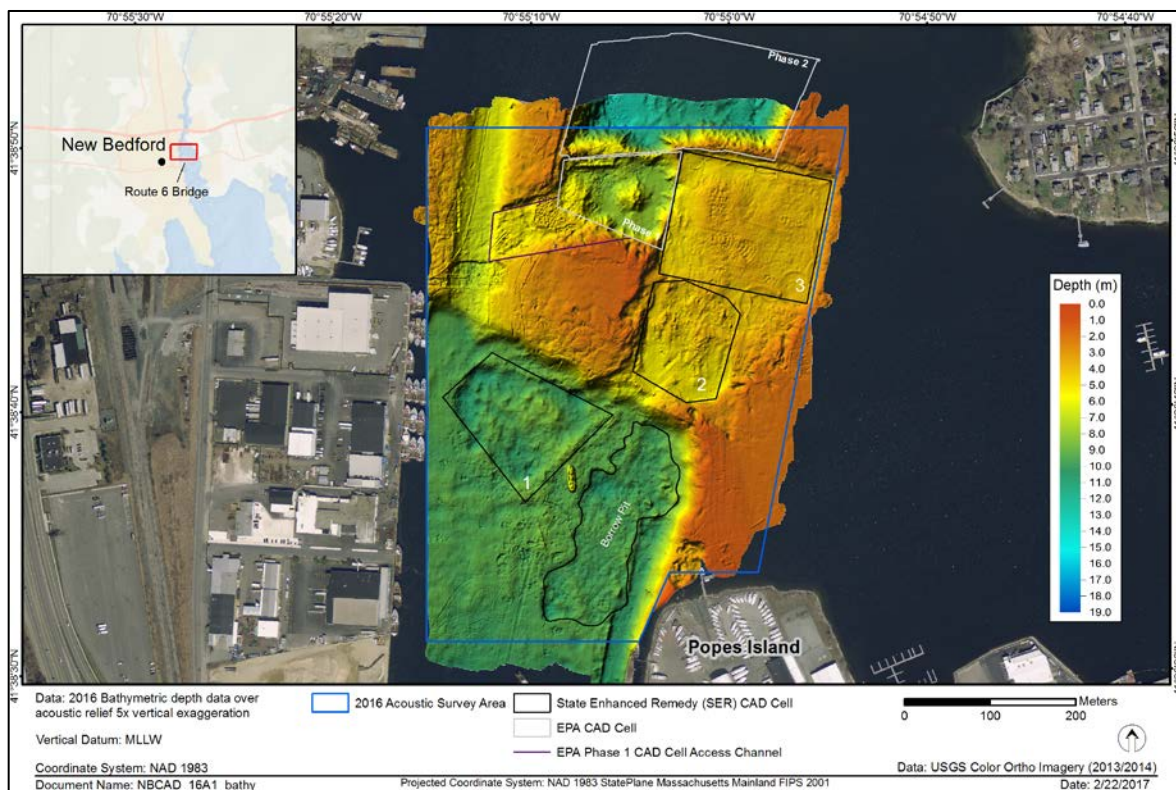 70°55'30"W
70°55'20"W
70°55'10"W
70°55'0"W
70°54'50"W
70°54'40"W
41°38'50"N
41°38'40"N
41°38'30"N
New Bedford
Route 6 Bridge
Phase 2
Phase
3
2
1
Borrow Pit
Popes Island
Depth (m)
0.0
1.0
2.0
3.0
4.0
5.0
6.0
7.0
8.0
9.0
10.0
11.0
12.0
13.0
14.0
15.0
16.0
17.0
18.0
19.0
Data: 2016 Bathymetric depth data over
acoustic relief 5x vertical exaggeration
Vertical Datum: MLLW
2016 Acoustic Survey Area
State Enhanced Remedy (SER) CAD Cell
EPA CAD Cell
EPA Phase 1 CAD Cell Access Channel
Meters
0 100 200
Coordinate System: NAD 1983
Data: USGS Color Ortho Imagery (2013/2014)
Document Name: NBCAD_16A1_bathy
Projected Coordinate System: NAD 1983 StatePlane Massachusetts Mainland FIPS 2001
Date: 2/22/2017